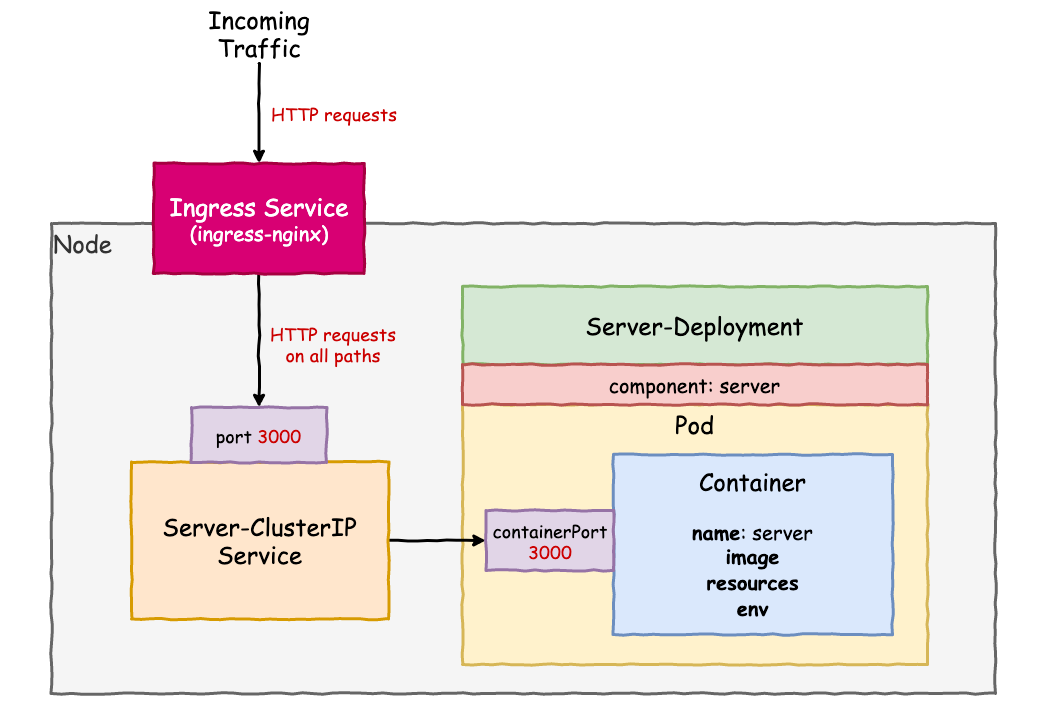 Incoming
Traffic
HTTP requests
Ingress Service
(ingress-nginx)
Node
HTTP requests
on all paths
port 3000
Server-ClusterIP
Service
Server-Deployment
component: server
Pod
containerPort
3000
Container
name: server
image
resources
env